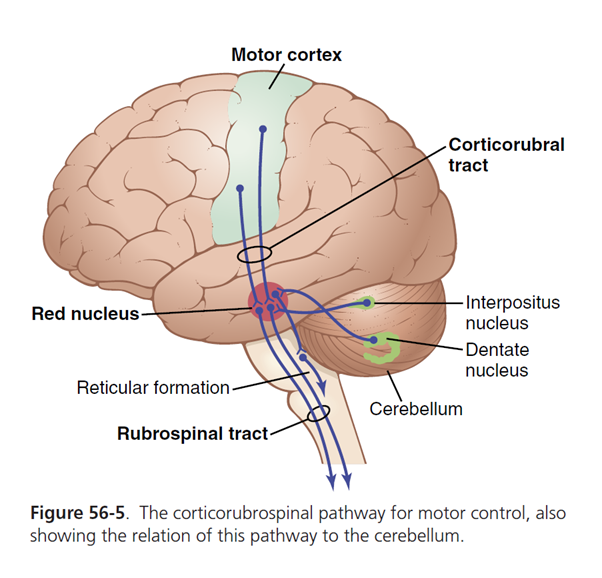 Motor cortex
Corticorubral
tract
Red nucleus
Interpositus
nucleus
Dentate
nucleus
Reticular formation
Cerebellum
Rubrospinal tract
Figure 56-5. The corticorubrospinal pathway for motor control, also
showing the relation of this pathway to the cerebellum.